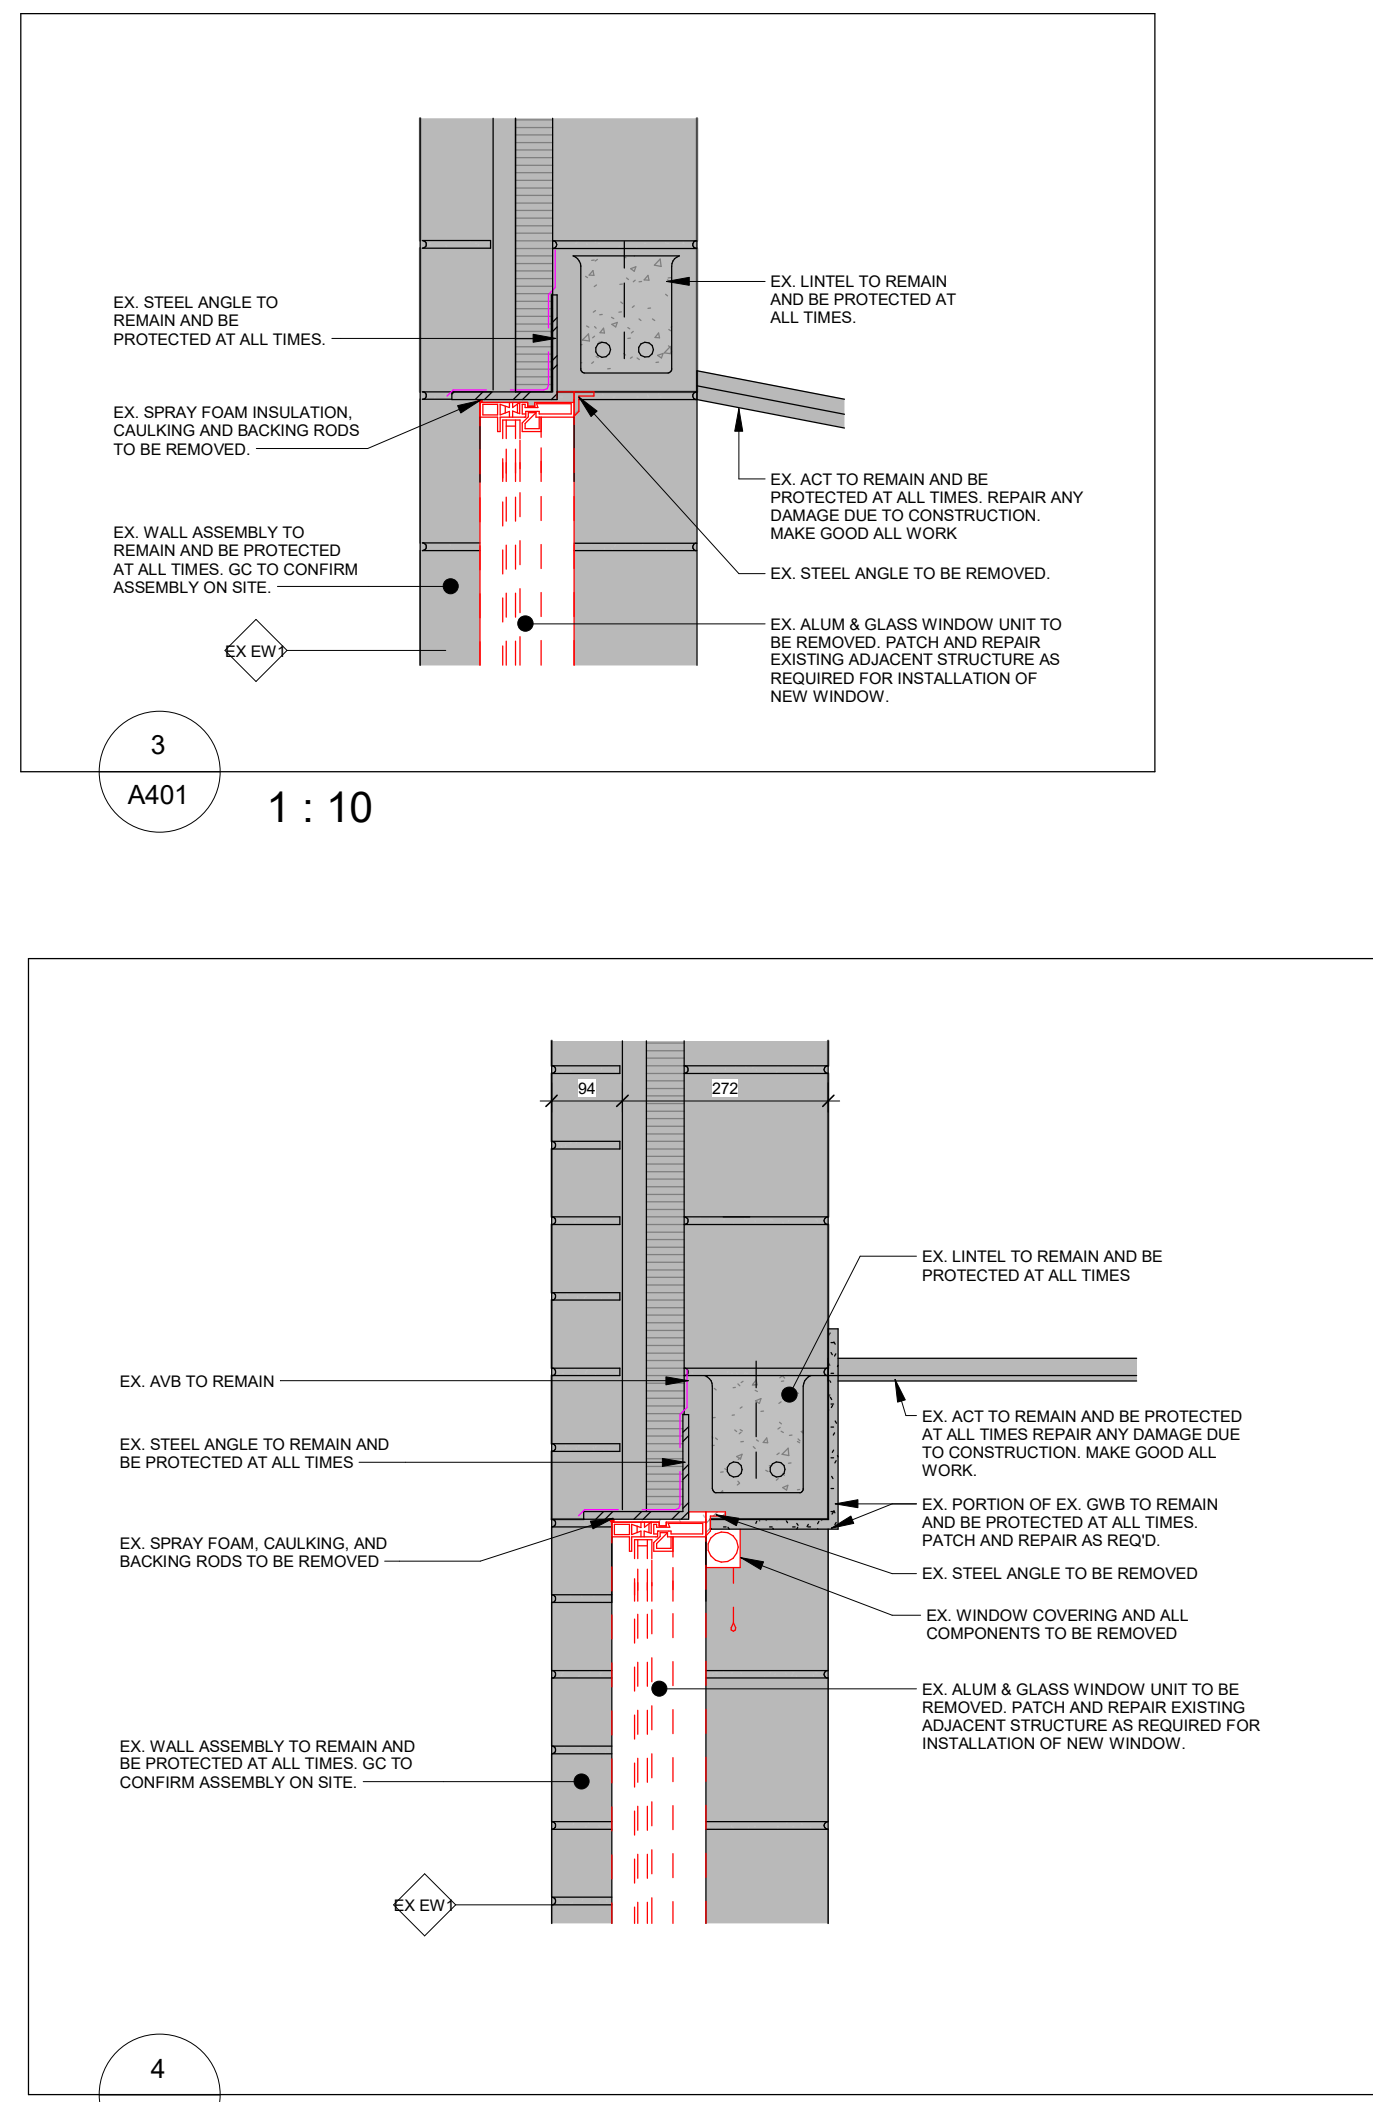 EX. STEEL ANGLE TO
REMAIN AND BE
PROTECTED AT ALL TIMES.
EX. SPRAY FOAM INSULATION,
CAULKING AND BACKING RODS
TO BE REMOVED.
EX. WALL ASSEMBLY TO
REMAIN AND BE PROTECTED
AT ALL TIMES. GC TO CONFIRM
ASSEMBLY ON SITE.
EX EW1
EX. LINTEL TO REMAIN
AND BE PROTECTED AT
ALL TIMES.
EX. ACT TO REMAIN AND BE
PROTECTED AT ALL TIMES. REPAIR ANY
DAMAGE DUE TO CONSTRUCTION.
MAKE GOOD ALL WORK
EX. STEEL ANGLE TO BE REMOVED.
EX. ALUM & GLASS WINDOW UNIT TO
BE REMOVED. PATCH AND REPAIR
EXISTING ADJACENT STRUCTURE AS
REQUIRED FOR INSTALLATION OF
NEW WINDOW.
3
A401
1 : 10
94
272
EX. AVB TO REMAIN
EX. STEEL ANGLE TO REMAIN AND
BE PROTECTED AT ALL TIMES
EX. SPRAY FOAM, CAULKING, AND
BACKING RODS TO BE REMOVED
EX. WALL ASSEMBLY TO REMAIN AND
BE PROTECTED AT ALL TIMES. GC TO
CONFIRM ASSEMBLY ON SITE.
EX EW1
EX. LINTEL TO REMAIN AND BE
PROTECTED AT ALL TIMES
EX. ACT TO REMAIN AND BE PROTECTED
AT ALL TIMES REPAIR ANY DAMAGE DUE
TO CONSTRUCTION. MAKE GOOD ALL
WORK.
EX. PORTION OF EX. GWB TO REMAIN
AND BE PROTECTED AT ALL TIMES.
PATCH AND REPAIR AS REQ'D.
EX. STEEL ANGLE TO BE REMOVED
EX. WINDOW COVERING AND ALL
COMPONENTS TO BE REMOVED
EX. ALUM & GLASS WINDOW UNIT TO BE
REMOVED. PATCH AND REPAIR EXISTING
ADJACENT STRUCTURE AS REQUIRED FOR
INSTALLATION OF NEW WINDOW.
4